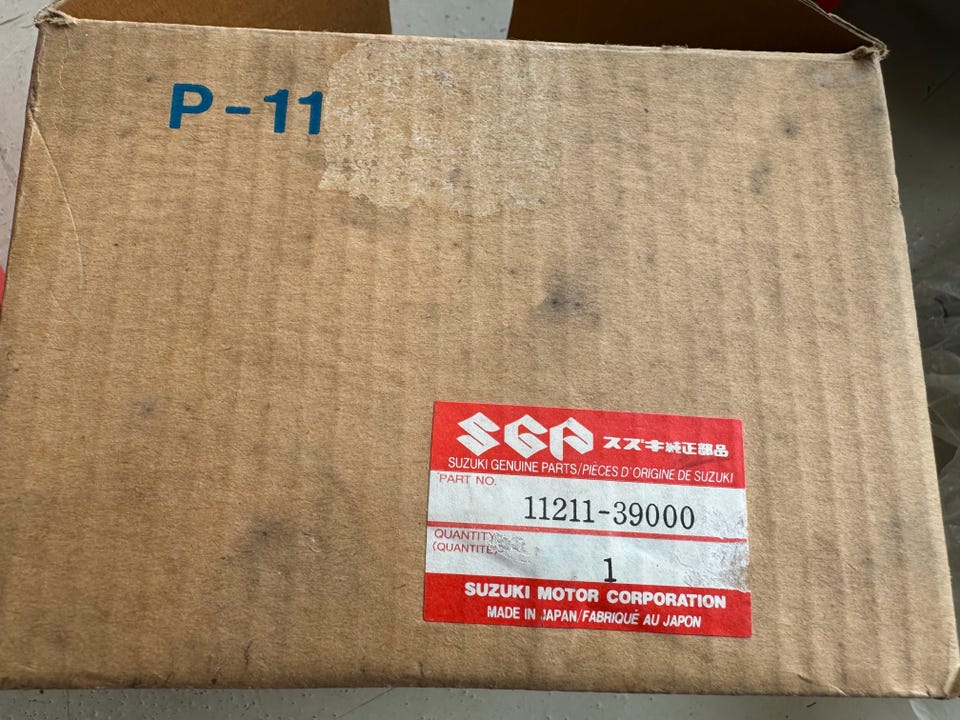 P-11
SGP スズキ純正部品
SUZUKI GENUINE PARTS/PIÈCES D'ORIGINE DE SUZUKI
PART NO.
11211-39000
QUANTITY
(QUANTITE)
1
SUZUKI MOTOR CORPORATION
MADE IN JAPAN/FABRIQUÉ AU JAPON